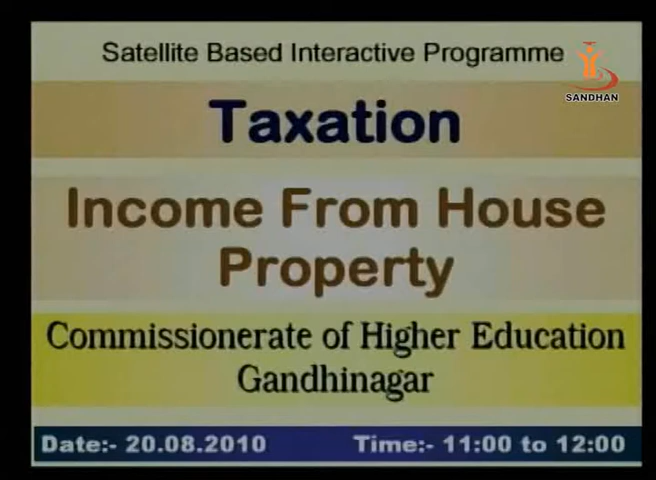 Satellite Based Interactive Programme
SANDHAN
Taxation
Income From House
Property
Commissionerate of Higher Education
Gandhinagar
Date:- 20.08.2010 Time:- 11:00 to 12:00